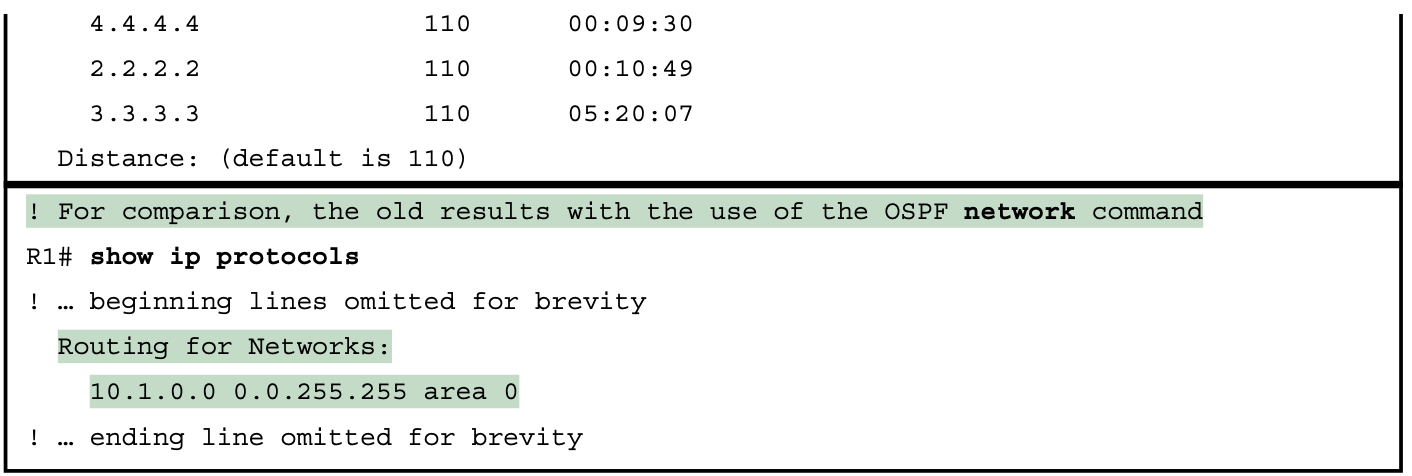 4.4.4.4 110 00:09:30
2.2.2.2 110 00:10:49
3.3.3.3 110 05:20:07
Distance: (default is 110)
! For comparison, the old results with the use of the OSPF network command
R1# show ip protocols
! … beginning lines omitted for brevity
Routing for Networks:
10.1.0.0 0.0.255.255 area 0
! … ending line omitted for brevity